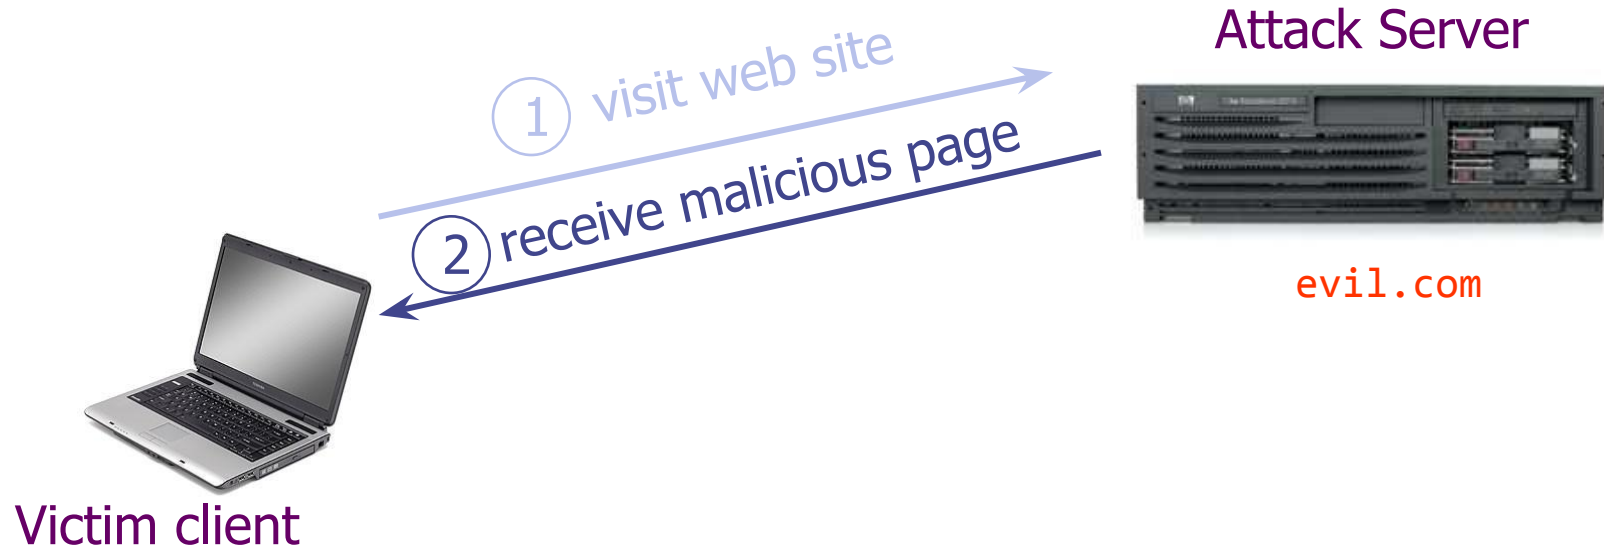 Attack Server
1 visit web site
2 receive malicious page
evil.com
Victim client